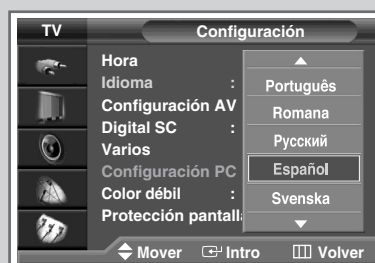 TV Configuración
Hora
Idioma :
Configuración AV
Digital SC :
Varios
Configuración PC
Color débil :
Protección pantall
Português
Romana
Русский
Español
Svenska
Mover Intro Volver